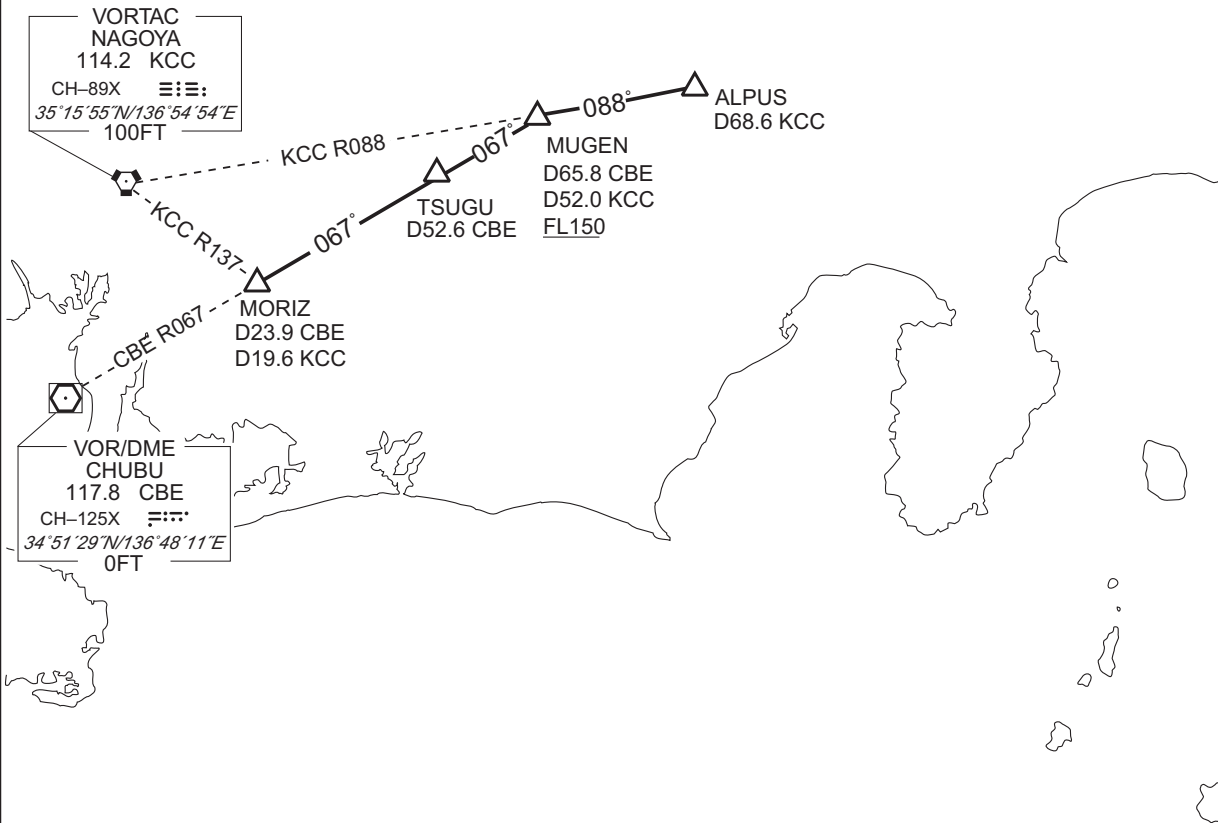 VORTAC
NAGOYA
114.2 KCC
CH–89X
35°15′55″N/136°54′54″E
100FT
ALPUS
D68.6 KCC
088°
KCC R088
067°
MUGEN
D65.8 CBE
D52.0 KCC
FL150
TSUGU
D52.6 CBE
KCC R137
067°
MORIZ
D23.9 CBE
D19.6 KCC
CBE R067
VOR/DME
CHUBU
117.8 CBE
CH–125X
34°51′29″N/136°48′11″E
0FT